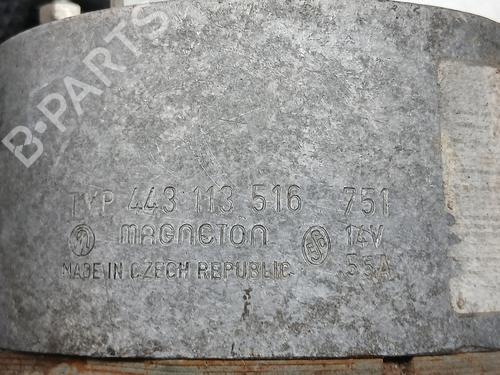 B-PARTS
TYP 443 113 516 751
MAGNETON 14V
MADE IN CZECH REPUBLIC 55A